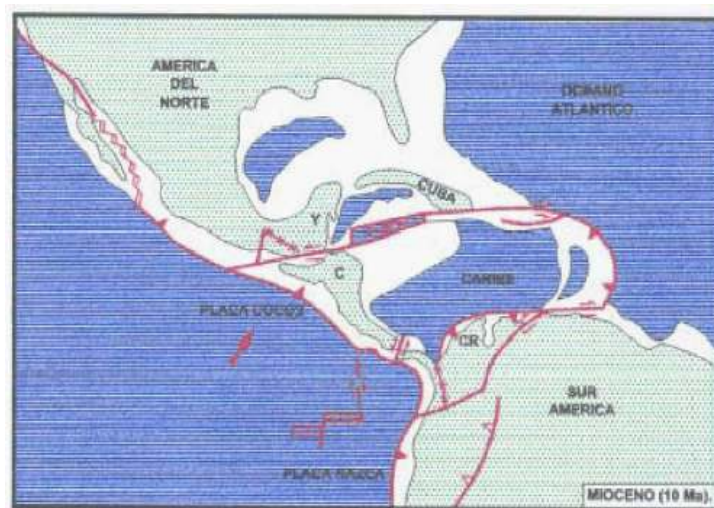 AMERICA
DEL
NORTE
OCEANO
ATLANTICO
CUBA
Y
C
CARIBE
PLACA COCOS
CR
SUR
AMERICA
PLACA NAZCA
MIOCENO (10 Ma).